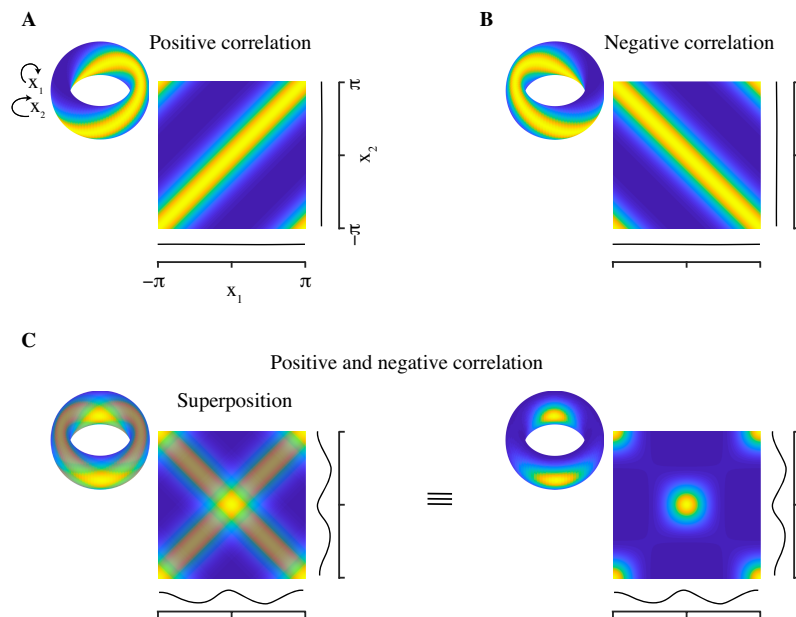 A
Positive correlation
x₁
x₂
π
x₂
−π
−π
π
x₁
B
Negative correlation
C
Positive and negative correlation
Superposition
≡